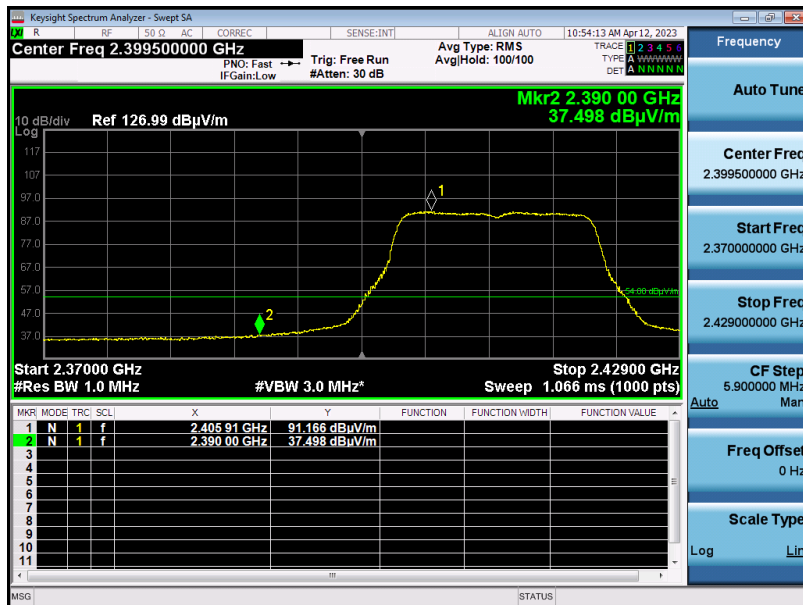 Keysight Spectrum Analyzer - Swept SA
LXI R RF 50 Ω AC CORREC SENSE:INT ALIGN AUTO 10:54:13 AM Apr 12, 2023
Center Freq 2.399500000 GHz
PNO: Fast
IFGain:Low
Trig: Free Run
#Atten: 30 dB
Avg Type: RMS
Avg|Hold: 100/100
TRACE 1 2 3 4 5 6
TYPE A WWWWW
DET A N N N N N
Mkr2 2.390 00 GHz
37.498 dBµV/m
10 dB/div Ref 126.99 dBµV/m
Log
117
107
97.0
87.0
77.0
67.0
57.0
47.0
37.0
1
2
54.00 dBµV/m
Start 2.37000 GHz Stop 2.42900 GHz
#Res BW 1.0 MHz #VBW 3.0 MHz* Sweep 1.066 ms (1000 pts)
MKR MODE TRC SCL X Y FUNCTION FUNCTION WIDTH FUNCTION VALUE
1 N 1 f 2.405 91 GHz 91.166 dBµV/m
2 N 1 f 2.390 00 GHz 37.498 dBµV/m
3
4
5
6
7
8
9
10
11
MSG STATUS
Frequency
Auto Tune
Center Freq
2.399500000 GHz
Start Freq
2.370000000 GHz
Stop Freq
2.429000000 GHz
CF Step
5.900000 MHz
Auto Man
Freq Offset
0 Hz
Scale Type
Log Lin